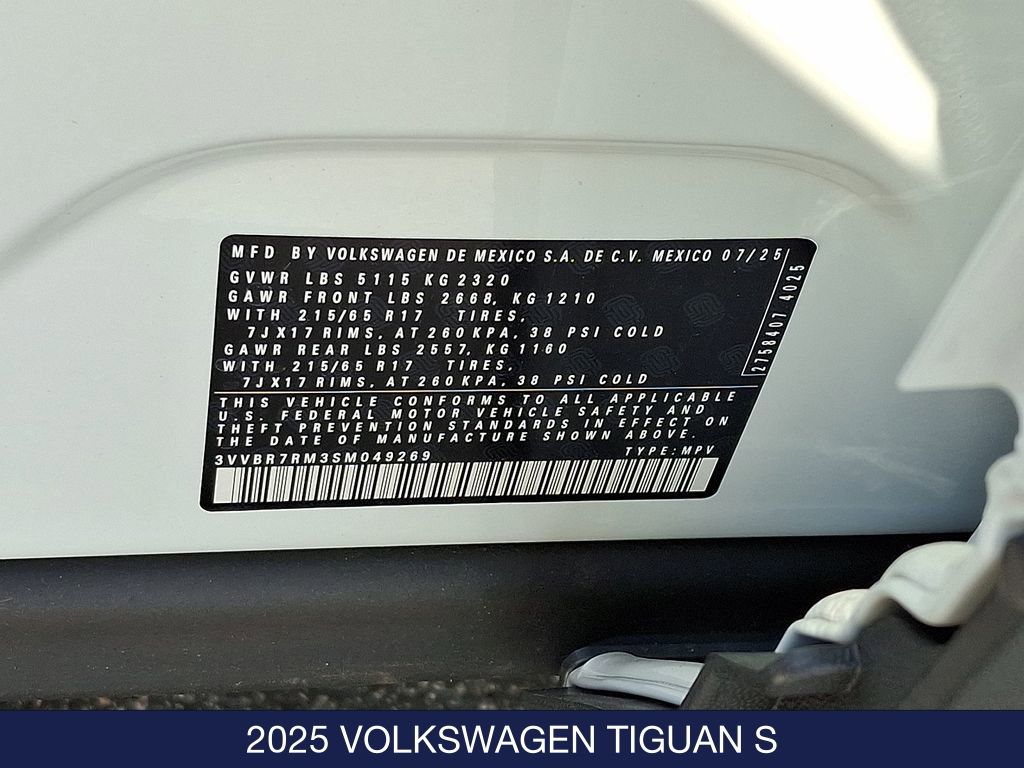 MFD BY VOLKSWAGEN DE MEXICO S.A. DE C.V. MEXICO 07/25
GVWR LBS 5115 KG 2320
GAWR FRONT LBS 2668, KG 1210
WITH 215/65 R17 TIRES,
7JX17 RIMS, AT 260 KPA, 38 PSI COLD
GAWR REAR LBS 2557, KG 1160
WITH 215/65 R17 TIRES,
7JX17 RIMS, AT 260 KPA, 38 PSI COLD
2758407 4025
THIS VEHICLE CONFORMS TO ALL APPLICABLE
U.S. FEDERAL MOTOR VEHICLE SAFETY AND
THEFT PREVENTION STANDARDS IN EFFECT ON
THE DATE OF MANUFACTURE SHOWN ABOVE.
3VVBR7RM3SM049269 TYPE: MPV
2025 VOLKSWAGEN TIGUAN S